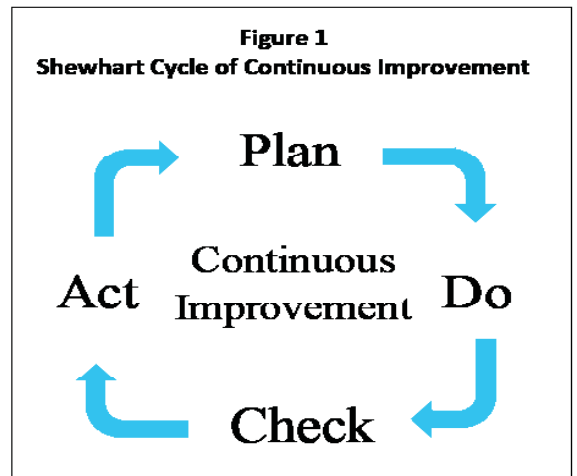 Figure 1
Shewhart Cycle of Continuous Improvement
Plan
Continuous
Improvement
Act
Do
Check